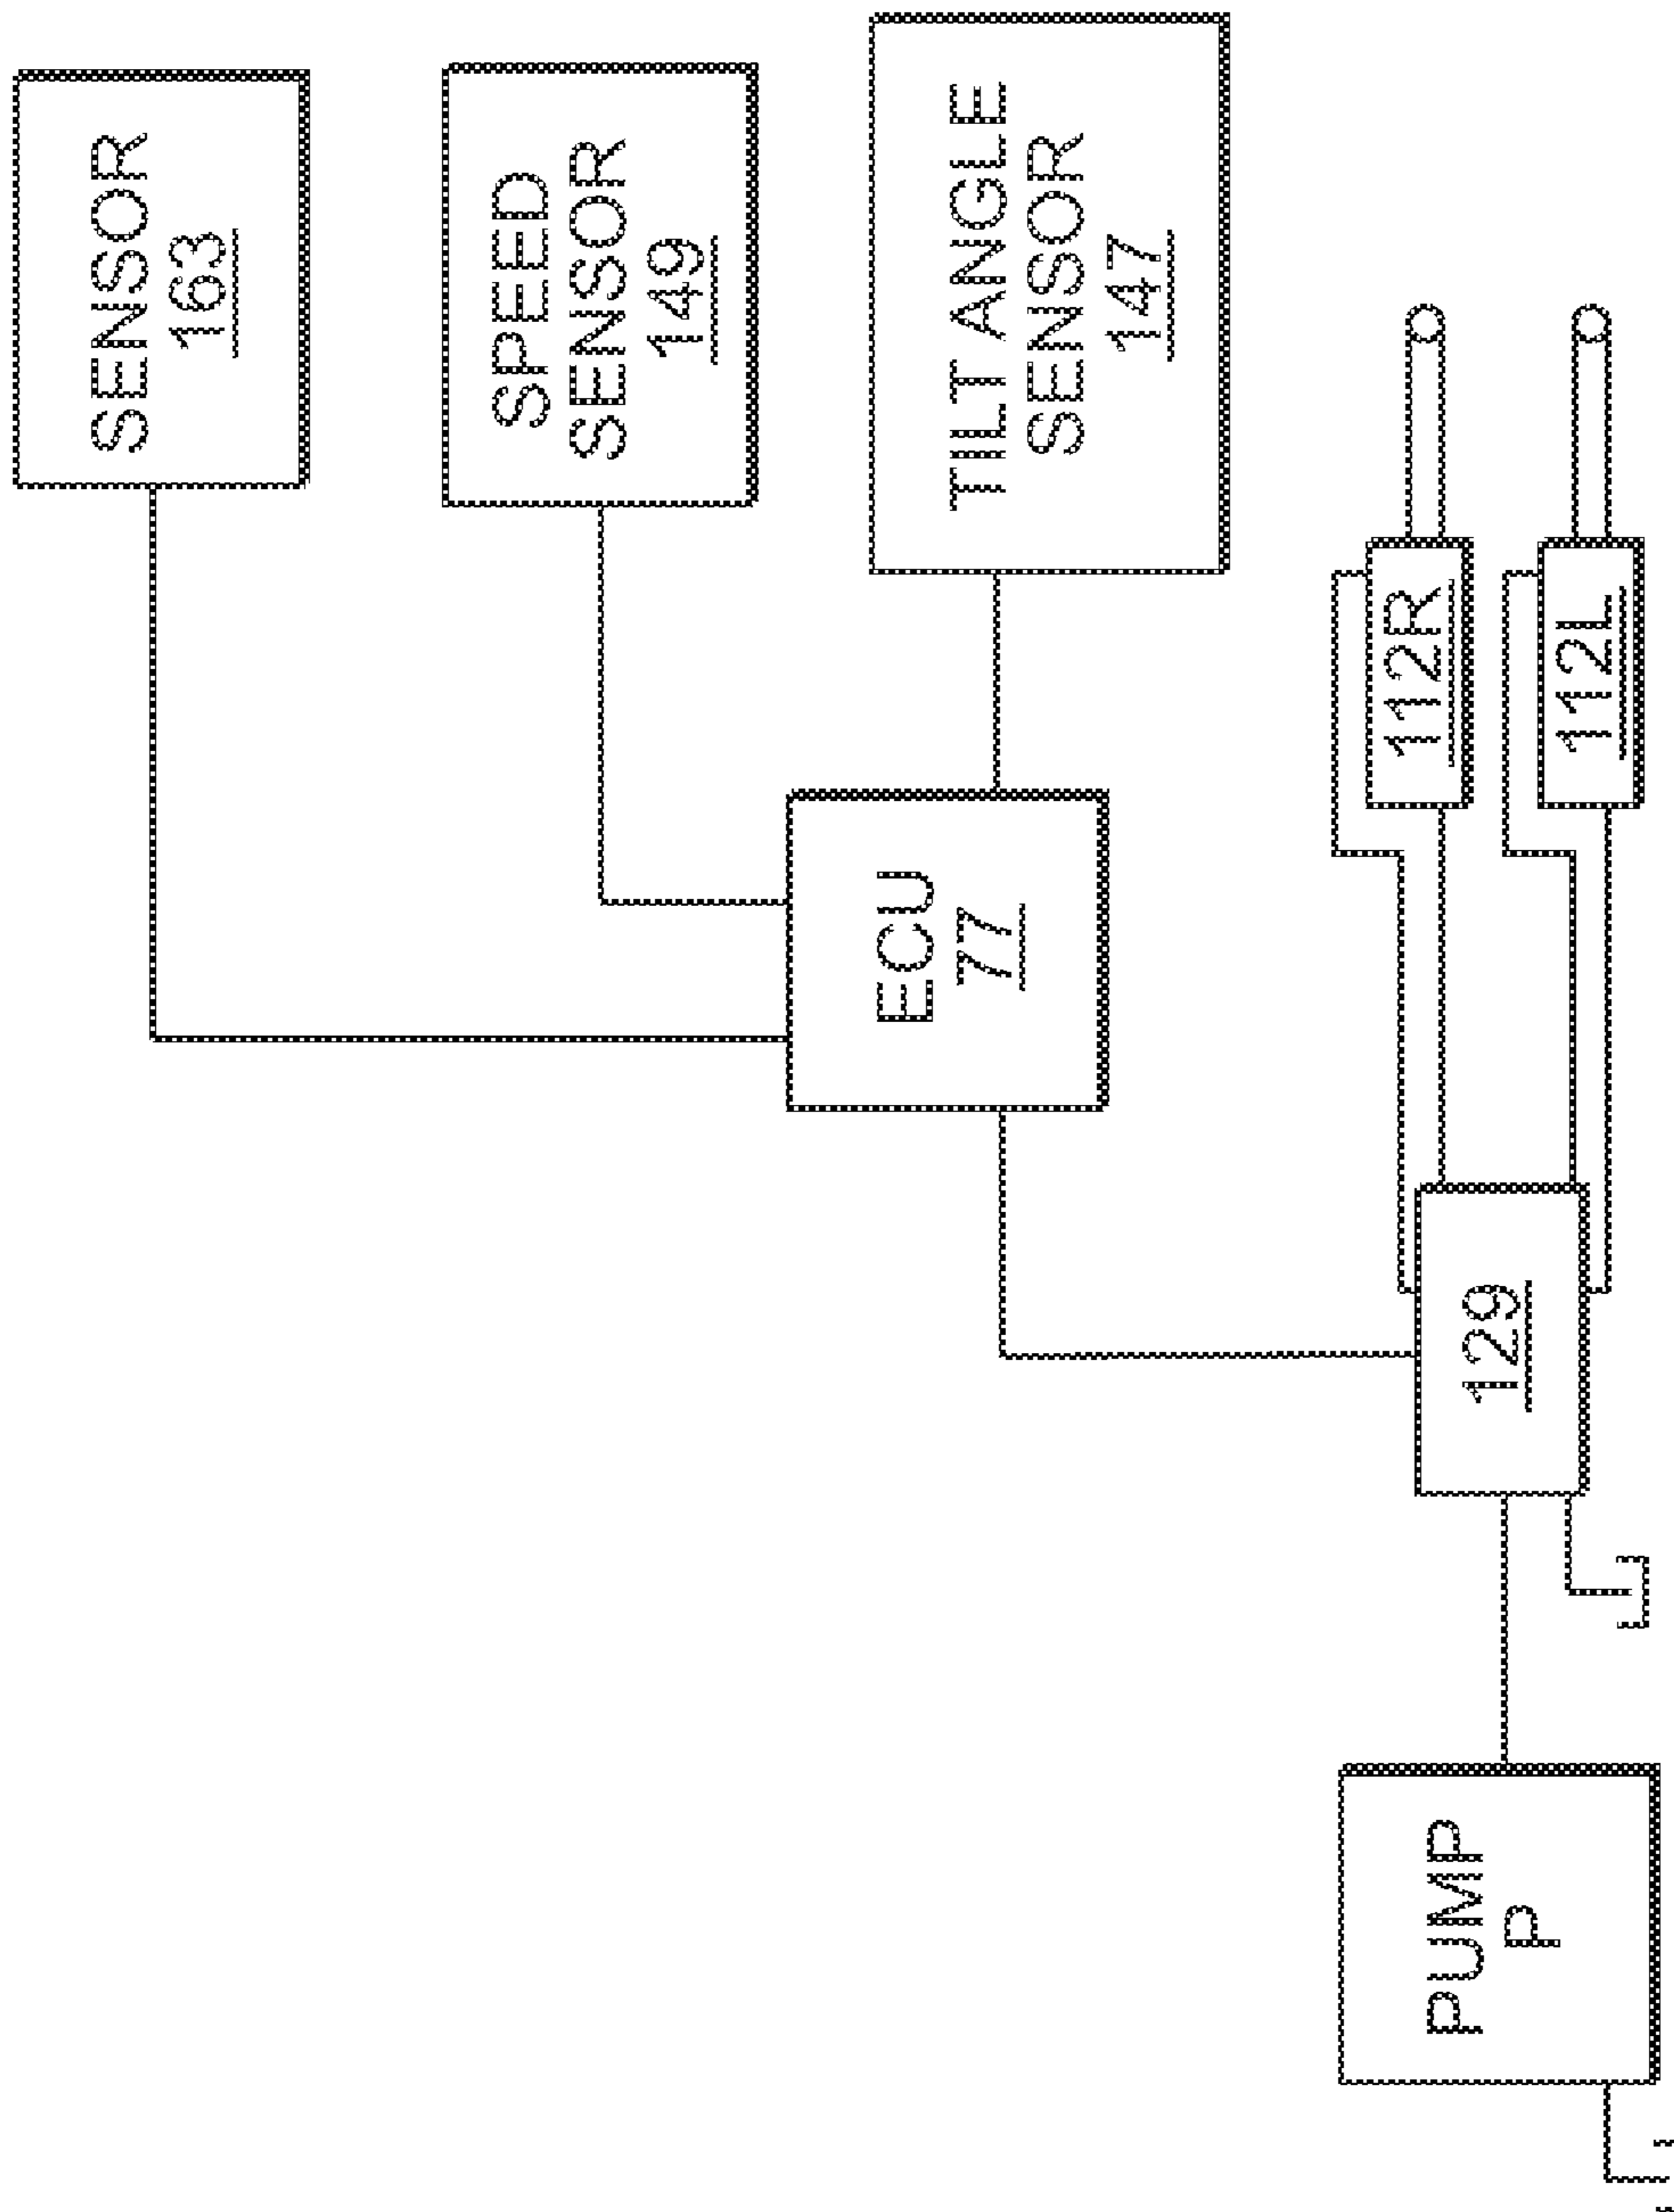 SENSOR
163
SPEED
SENSOR
149
TILT ANGLE
SENSOR
147
ECU
77
112R
112L
129
PUMP
P